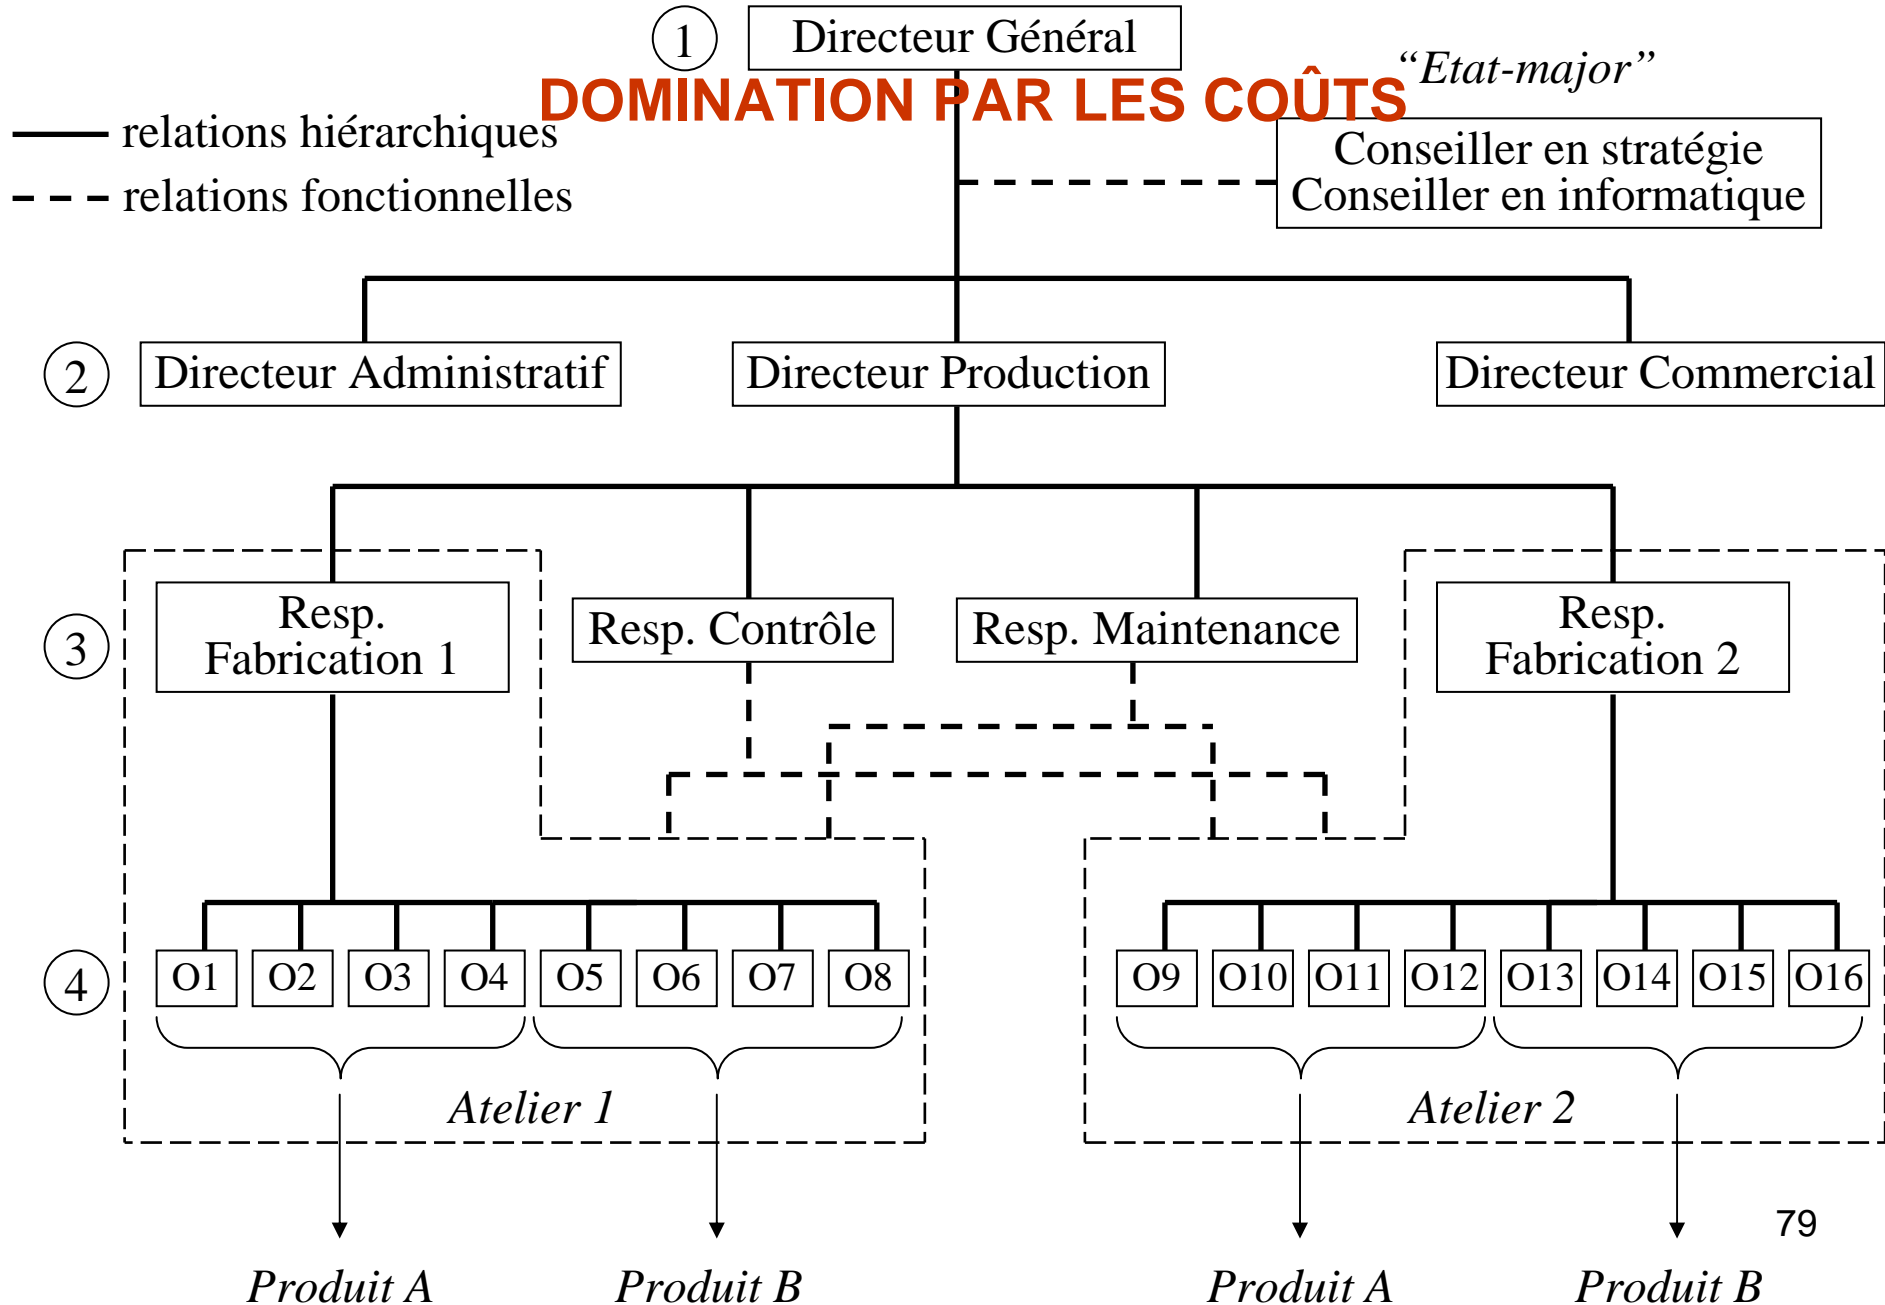 1
Directeur Général
“Etat-major”
DOMINATION PAR LES COÛTS
relations hiérarchiques
relations fonctionnelles
Conseiller en stratégie
Conseiller en informatique
2
Directeur Administratif
Directeur Production
Directeur Commercial
3
Resp.
Fabrication 1
Resp. Contrôle
Resp. Maintenance
Resp.
Fabrication 2
4
O1
O2
O3
O4
O5
O6
O7
O8
O9
O10
O11
O12
O13
O14
O15
O16
Atelier 1
Atelier 2
79
Produit A
Produit B
Produit A
Produit B